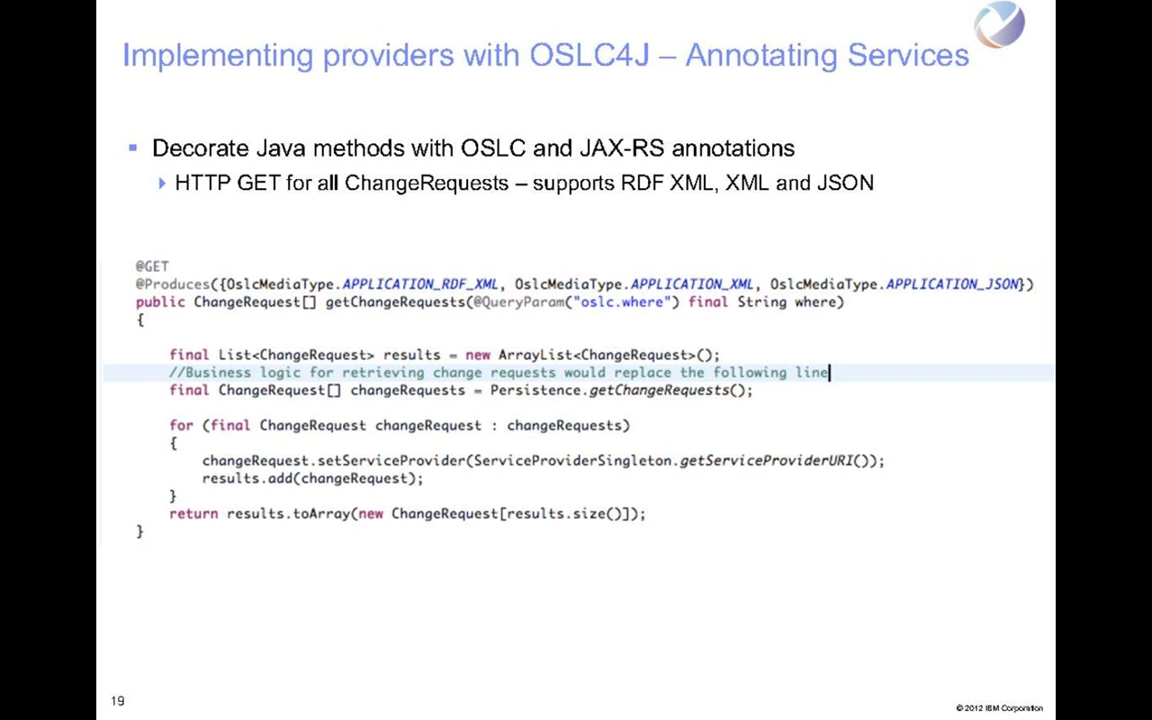 Implementing providers with OSLC4J – Annotating Services
Decorate Java methods with OSLC and JAX-RS annotations
HTTP GET for all ChangeRequests – supports RDF XML, XML and JSON
@GET
@Produces({OslcMediaType.APPLICATION_RDF_XML, OslcMediaType.APPLICATION_XML, OslcMediaType.APPLICATION_JSON})
public ChangeRequest[] getChangeRequests(@QueryParam("oslc.where") final String where)
{
final List<ChangeRequest> results = new ArrayList<ChangeRequest>();
//Business logic for retrieving change requests would replace the following line
final ChangeRequest[] changeRequests = Persistence.getChangeRequests();
for (final ChangeRequest changeRequest : changeRequests)
{
changeRequest.setServiceProvider(ServiceProviderSingleton.getServiceProviderURI());
results.add(changeRequest);
}
return results.toArray(new ChangeRequest[results.size()]);
}
19
© 2012 IBM Corporation